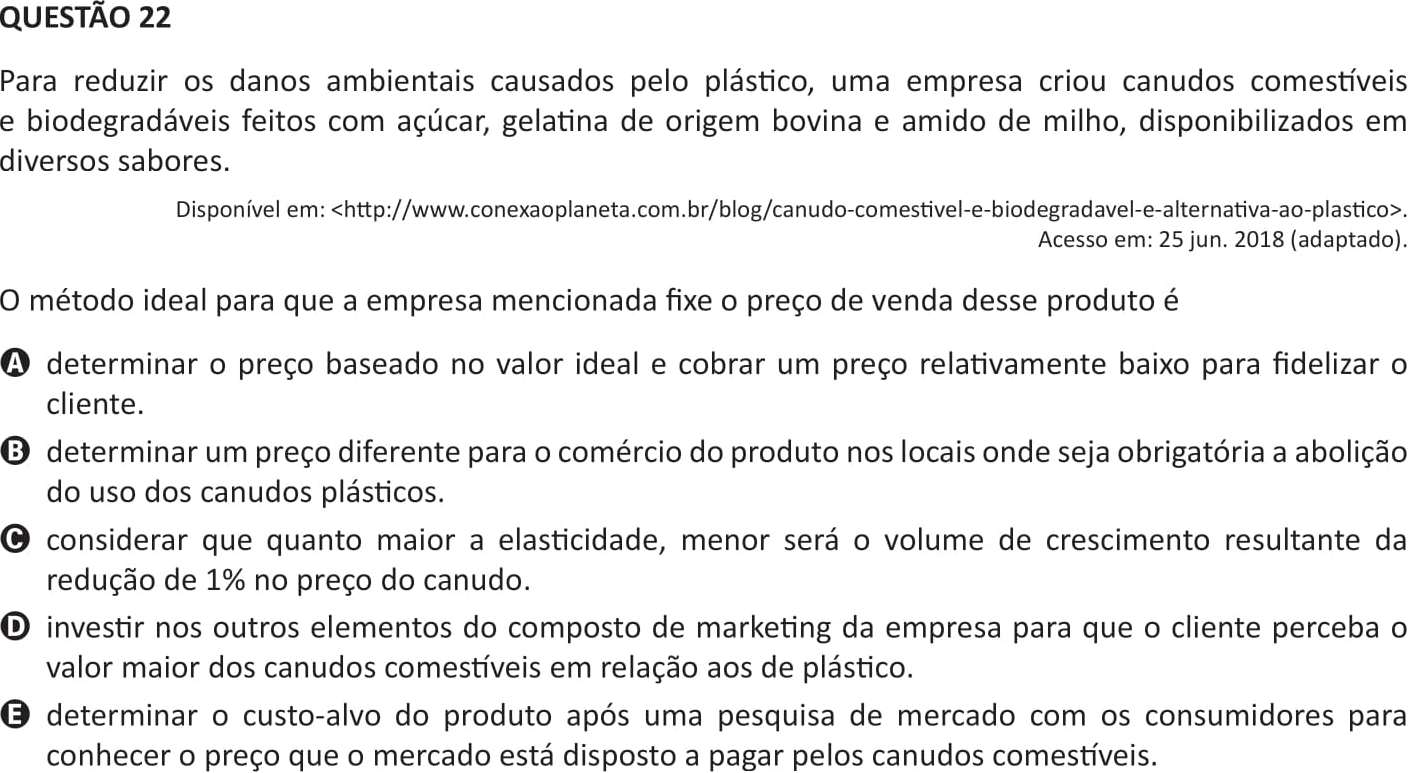 QUESTÃO 22
Para reduzir os danos ambientais causados pelo plástico, uma empresa criou canudos comestíveis
e biodegradáveis feitos com açúcar, gelatina de origem bovina e amido de milho, disponibilizados em
diversos sabores.
Disponível em: <http://www.conexaoplaneta.com.br/blog/canudo-comestivel-e-biodegradavel-e-alternativa-ao-plastico>.
Acesso em: 25 jun. 2018 (adaptado).
O método ideal para que a empresa mencionada fixe o preço de venda desse produto é
A determinar o preço baseado no valor ideal e cobrar um preço relativamente baixo para fidelizar o
cliente.
B determinar um preço diferente para o comércio do produto nos locais onde seja obrigatória a abolição
do uso dos canudos plásticos.
C considerar que quanto maior a elasticidade, menor será o volume de crescimento resultante da
redução de 1% no preço do canudo.
D investir nos outros elementos do composto de marketing da empresa para que o cliente perceba o
valor maior dos canudos comestíveis em relação aos de plástico.
E determinar o custo-alvo do produto após uma pesquisa de mercado com os consumidores para
conhecer o preço que o mercado está disposto a pagar pelos canudos comestíveis.